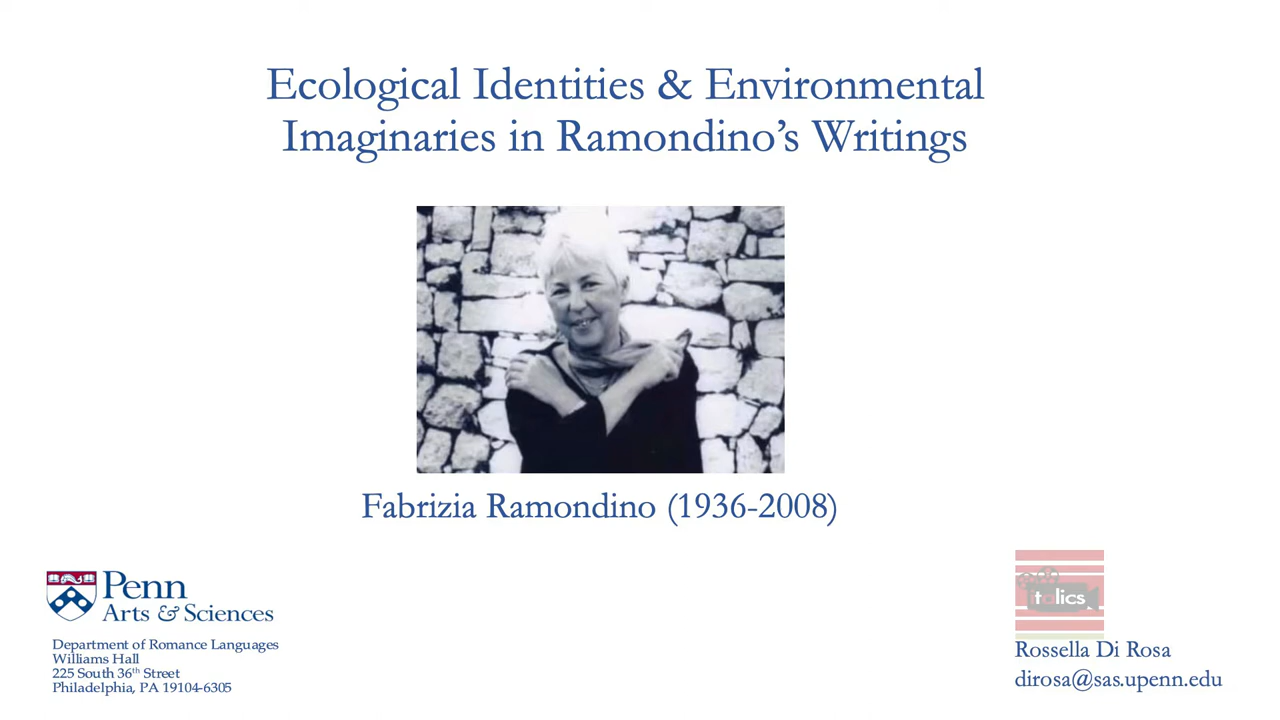 Ecological Identities & Environmental
Imaginaries in Ramondino’s Writings
Fabrizia Ramondino (1936-2008)
Penn
Arts & Sciences
Department of Romance Languages
Williams Hall
225 South 36th Street
Philadelphia, PA 19104-6305
italics
Rossella Di Rosa
dirosa@sas.upenn.edu